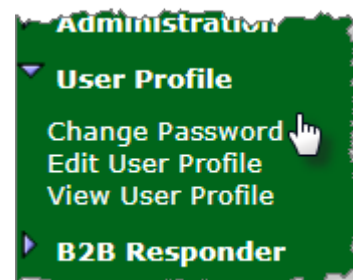 Administration
User Profile
Change Password
Edit User Profile
View User Profile
B2B Responder